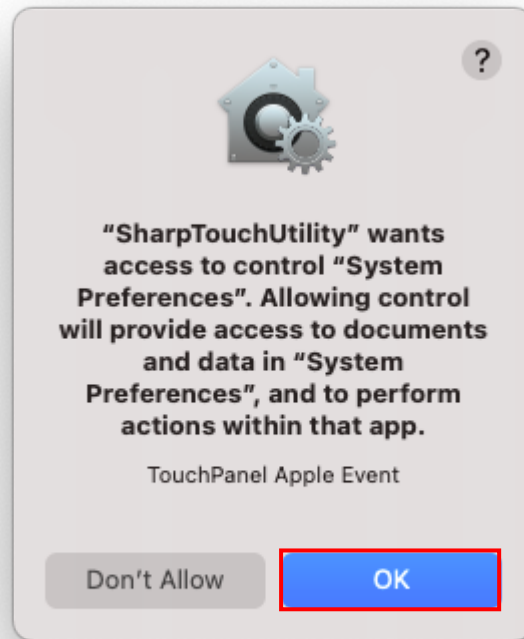 ?
“SharpTouchUtility” wants
access to control “System
Preferences”. Allowing control
will provide access to documents
and data in “System
Preferences”, and to perform
actions within that app.
TouchPanel Apple Event
Don’t Allow
OK